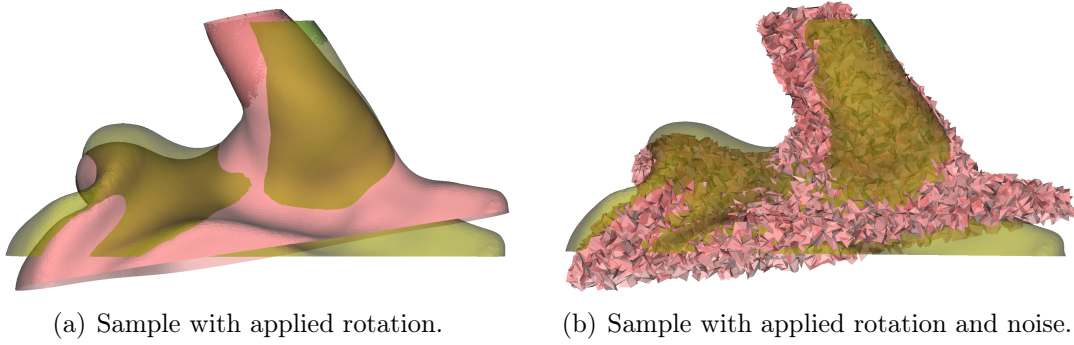 (a) Sample with applied rotation.
(b) Sample with applied rotation and noise.